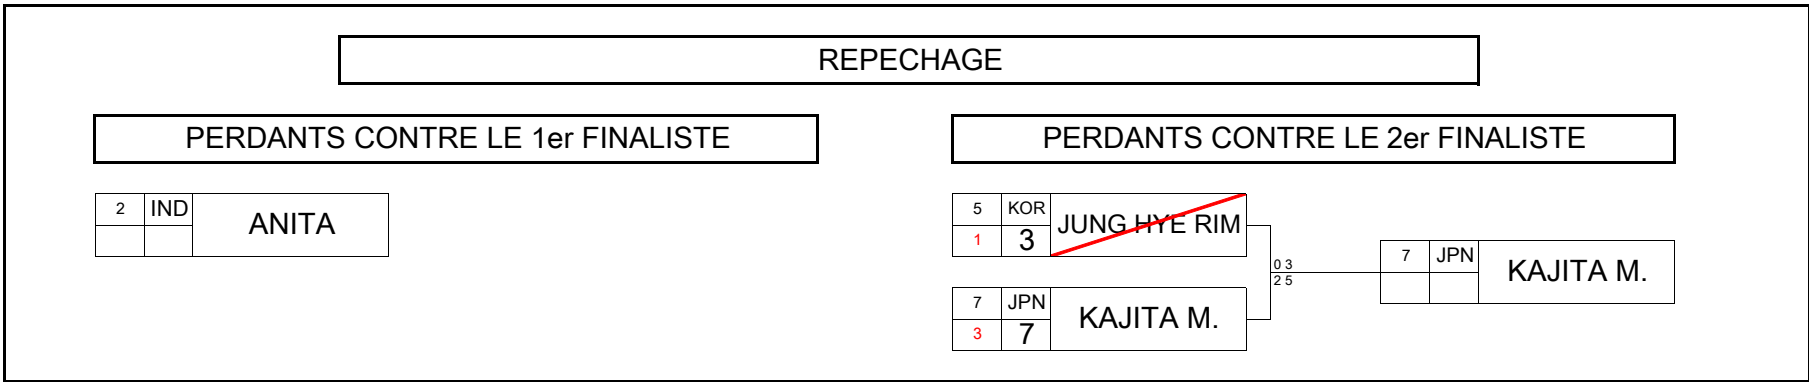 REPECHAGE
PERDANTS CONTRE LE 1er FINALISTE
PERDANTS CONTRE LE 2er FINALISTE
2 IND ANITA
5 KOR JUNG HYE RIM
1 3
0 3
2 5
7 JPN KAJITA M.
7 JPN KAJITA M.
3 7